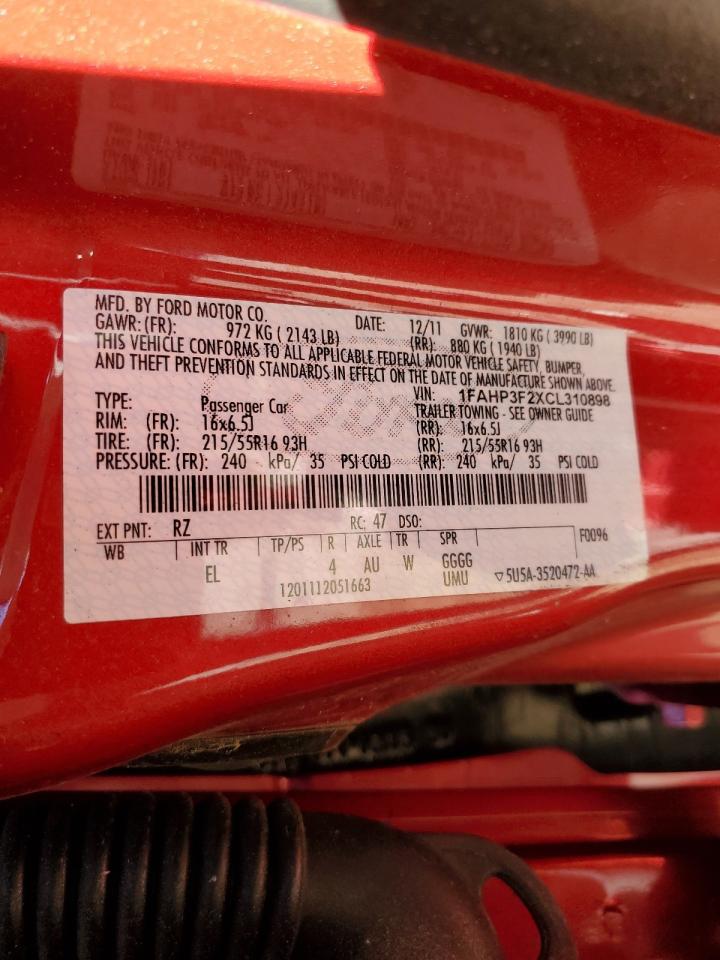 MFD. BY FORD MOTOR CO. DATE: 12/11 GVWR: 1810 KG ( 3990 LB)
GAWR: (FR): 972 KG ( 2143 LB) (RR): 880 KG ( 1940 LB)
THIS VEHICLE CONFORMS TO ALL APPLICABLE FEDERAL MOTOR VEHICLE SAFETY, BUMPER,
AND THEFT PREVENTION STANDARDS IN EFFECT ON THE DATE OF MANUFACTURE SHOWN ABOVE.
VIN: 1FAHP3F2XCL310898
TYPE: Passenger Car TRAILER TOWING - SEE OWNER GUIDE
RIM: (FR): 16x6.5J (RR): 16x6.5J
TIRE: (FR): 215/55R16 93H (RR): 215/55R16 93H
PRESSURE: (FR): 240 kPa/ 35 PSI COLD (RR): 240 kPa/ 35 PSI COLD
EXT PNT: RZ RC: 47 DSO: F0096
WB INT TR TP/PS R AXLE TR SPR
EL 4 AU W GGGG
UMU
1201112051663 ▽5U5A-3520472-AA